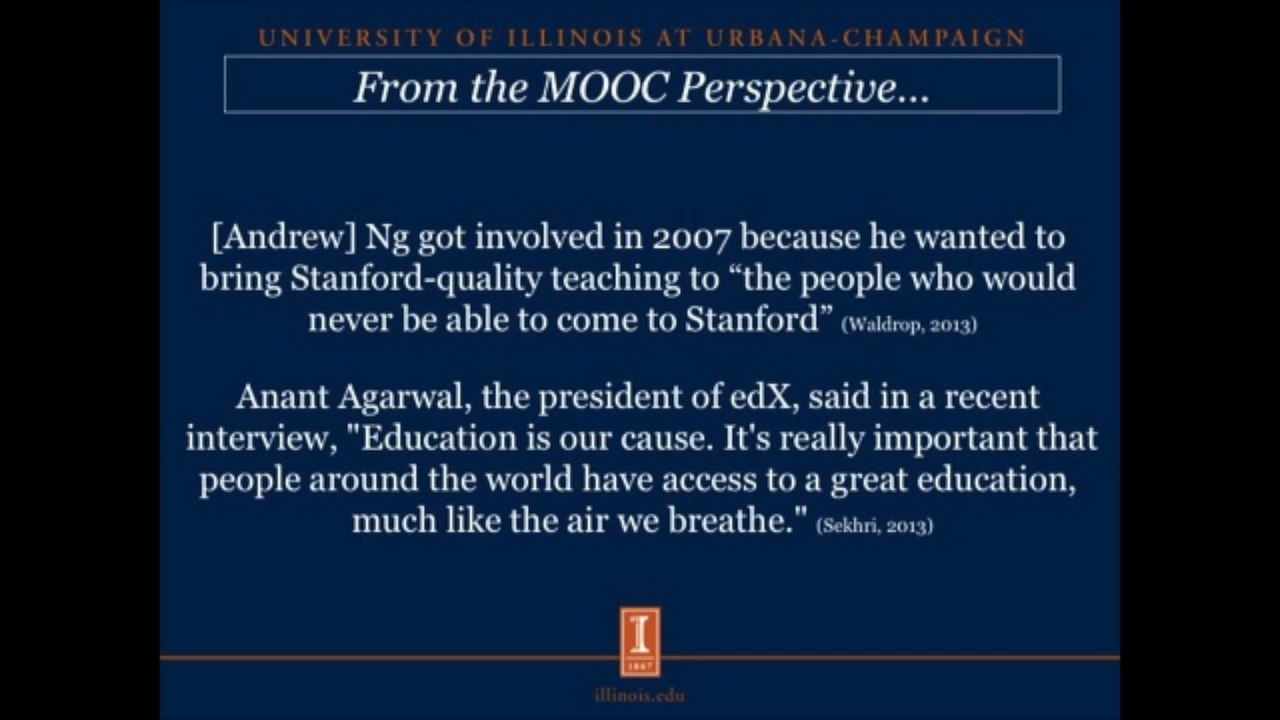 UNIVERSITY OF ILLINOIS AT URBANA-CHAMPAIGN
From the MOOC Perspective...
[Andrew] Ng got involved in 2007 because he wanted to
bring Stanford-quality teaching to “the people who would
never be able to come to Stanford” (Waldrop, 2013)
Anant Agarwal, the president of edX, said in a recent
interview, "Education is our cause. It's really important that
people around the world have access to a great education,
much like the air we breathe." (Sekhri, 2013)
I
1867
illinois.edu